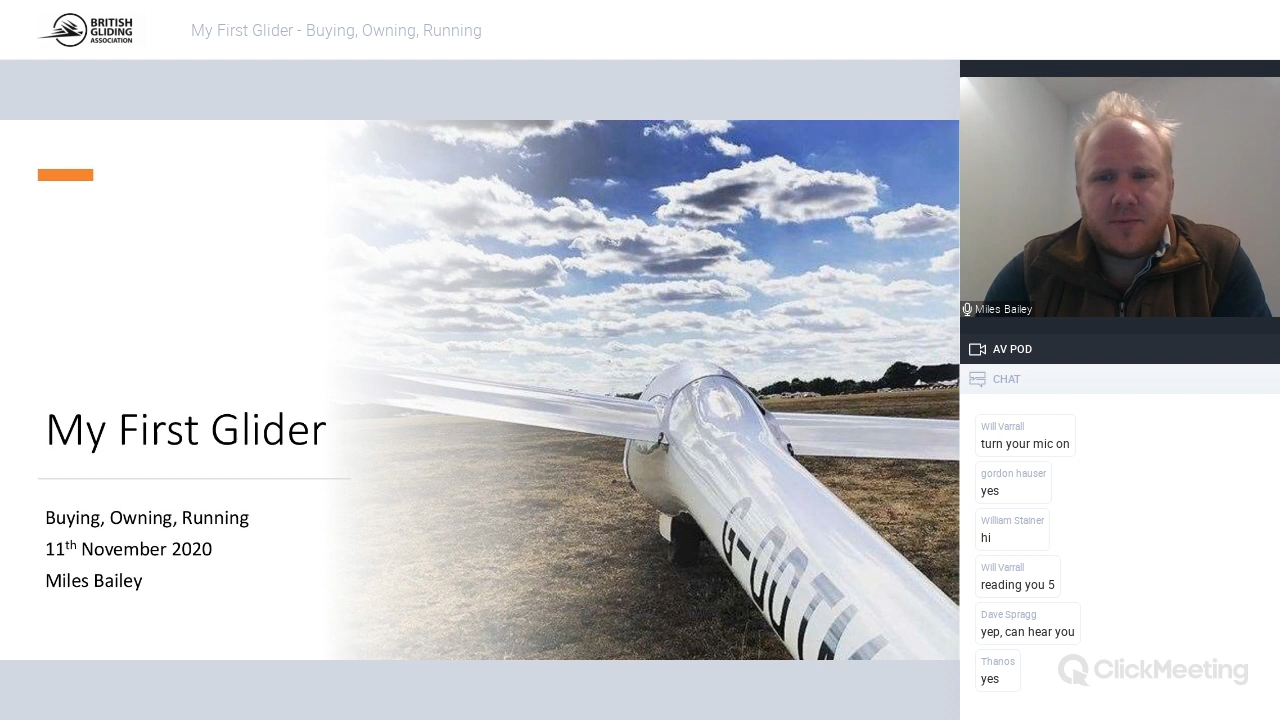 BRITISH
GLIDING
ASSOCIATION
My First Glider - Buying, Owning, Running
My First Glider
Buying, Owning, Running
11th November 2020
Miles Bailey
Miles Bailey
AV POD
CHAT
Will Varrall
turn your mic on
gordon hauser
yes
William Stainer
hi
Will Varrall
reading you 5
Dave Spragg
yep, can hear you
Thanos
yes
ClickMeeting